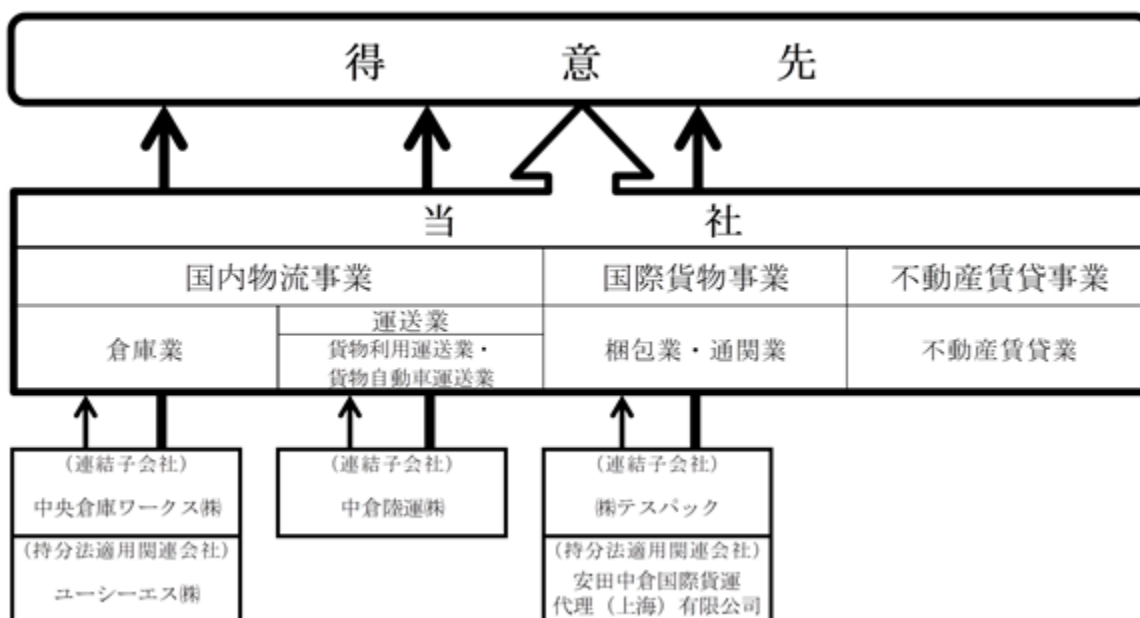 得意先
当社
国内物流事業
国際貨物事業
不動産賃貸事業
倉庫業
運送業
貨物利用運送業・
貨物自動車運送業
梱包業・通関業
不動産賃貸業
(連結子会社)
中央倉庫ワークス㈱
(持分法適用関連会社)
ユーシーエス㈱
(連結子会社)
中倉陸運㈱
(連結子会社)
㈱テスパック
(持分法適用関連会社)
安田中倉国際貨運
代理（上海）有限公司